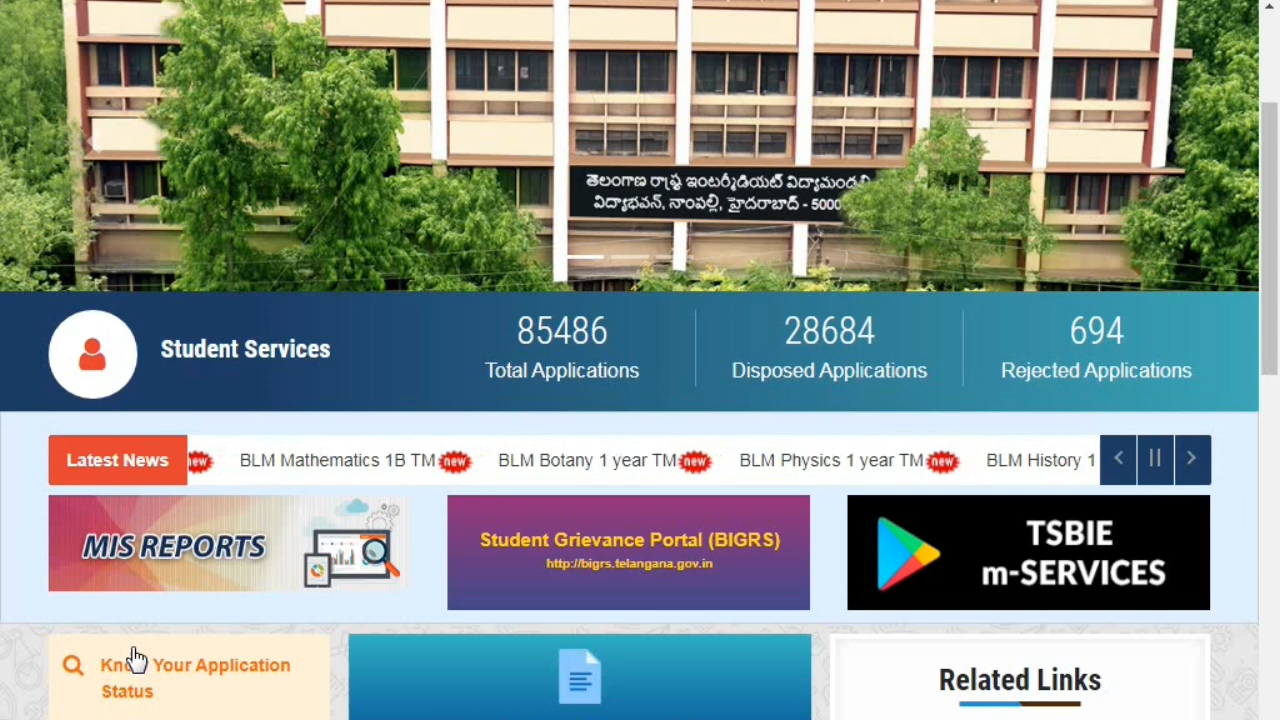 తెలంగాణ రాష్ట్ర ఇంటర్మీడియట్ విద్యామండలి
విద్యాభవన్, నాంపల్లి, హైదరాబాద్ - 5000
Student Services
85486
Total Applications
28684
Disposed Applications
694
Rejected Applications
Latest News new BLM Mathematics 1B TM new BLM Botany 1 year TM new BLM Physics 1 year TM new BLM History 1
MIS REPORTS
Student Grievance Portal (BIGRS)
http://bigrs.telangana.gov.in
TSBIE
m-SERVICES
Know Your Application
Status
Related Links